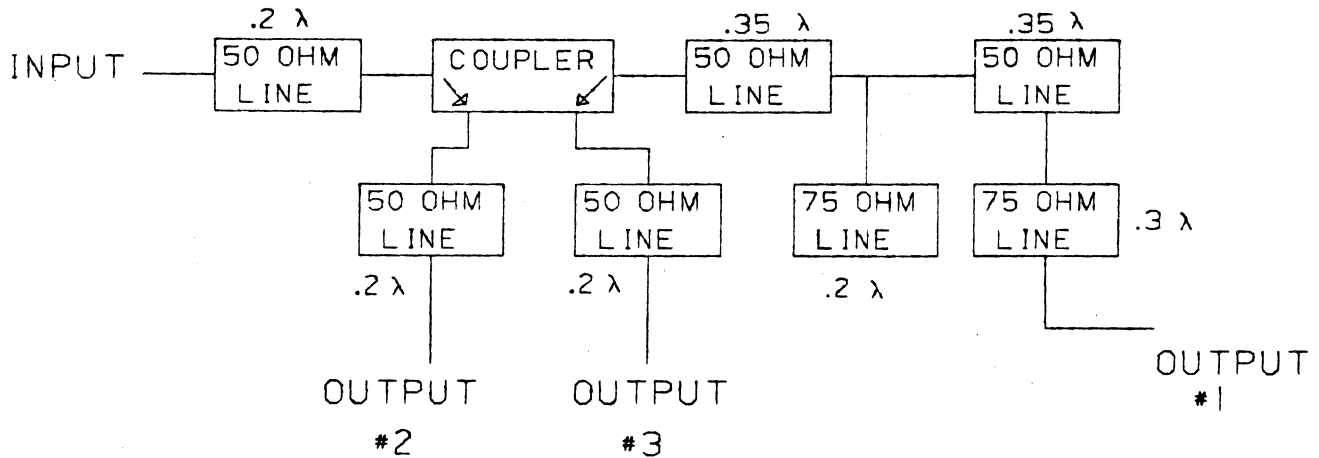 .2 λ
.35 λ
.35 λ
INPUT
50 OHM
LINE
COUPLER
50 OHM
LINE
50 OHM
LINE
50 OHM
LINE
50 OHM
LINE
75 OHM
LINE
75 OHM
LINE
.3 λ
.2 λ
.2 λ
.2 λ
OUTPUT
#2
OUTPUT
#3
OUTPUT
#1